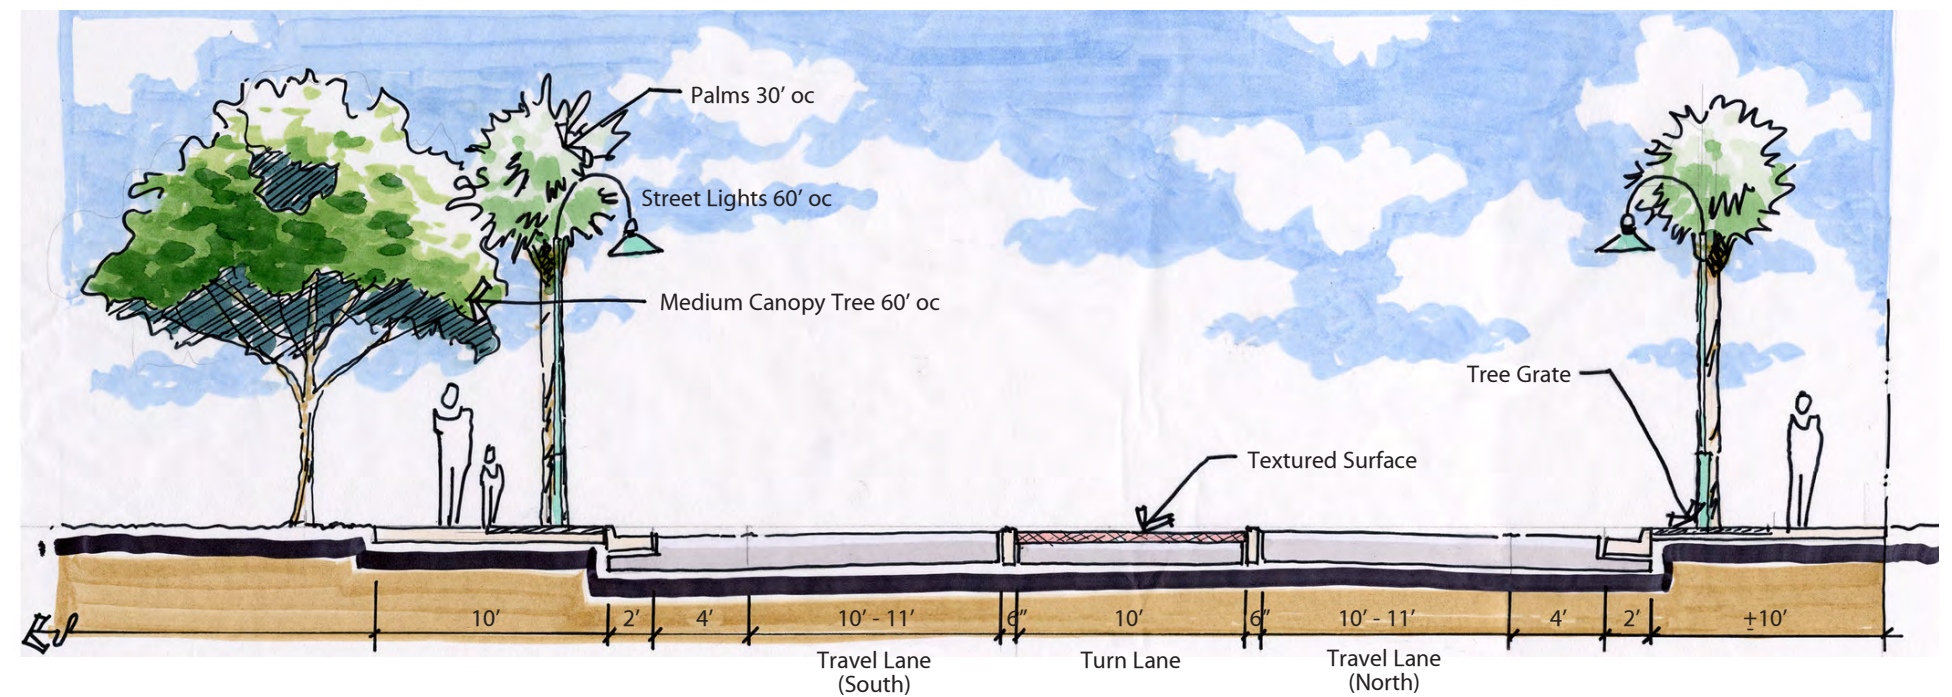 Palms 30’ oc
Street Lights 60’ oc
Medium Canopy Tree 60’ oc
Tree Grate
Textured Surface
10’ 2’ 4’ 10’ - 11’ 6” 10’ 6” 10’ - 11’ 4’ 2’ ±10’
Travel Lane
(South)
Turn Lane
Travel Lane
(North)